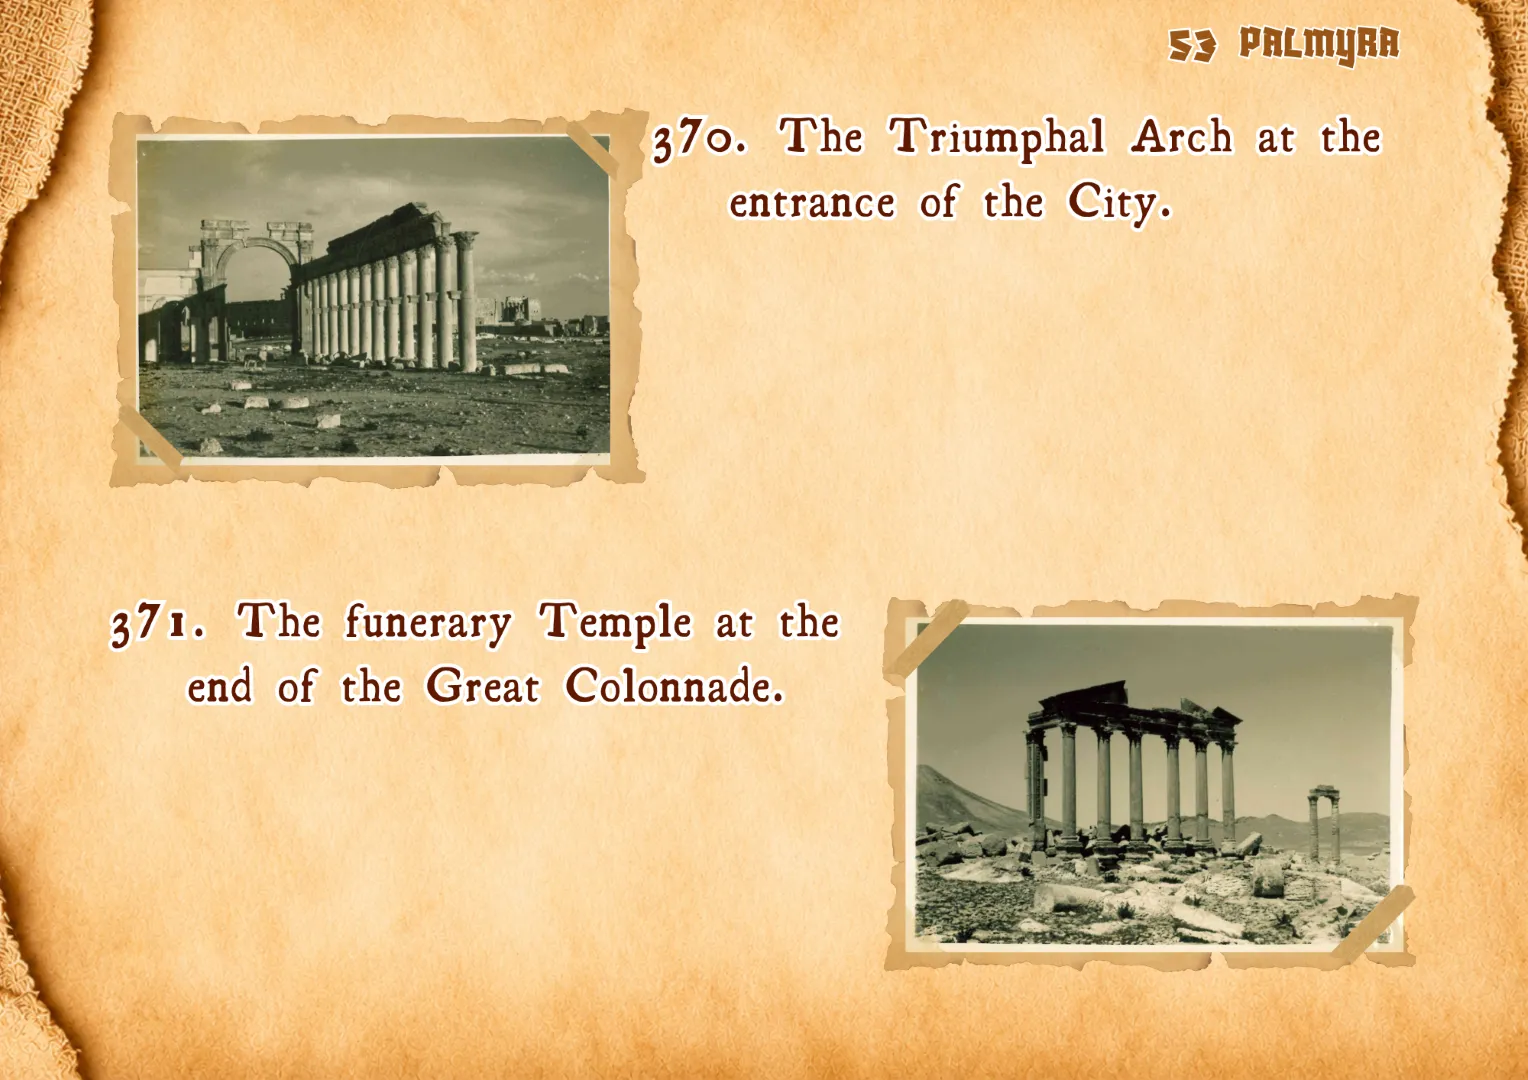 53 PALMYRA
370. The Triumphal Arch at the
entrance of the City.
371. The funerary Temple at the
end of the Great Colonnade.